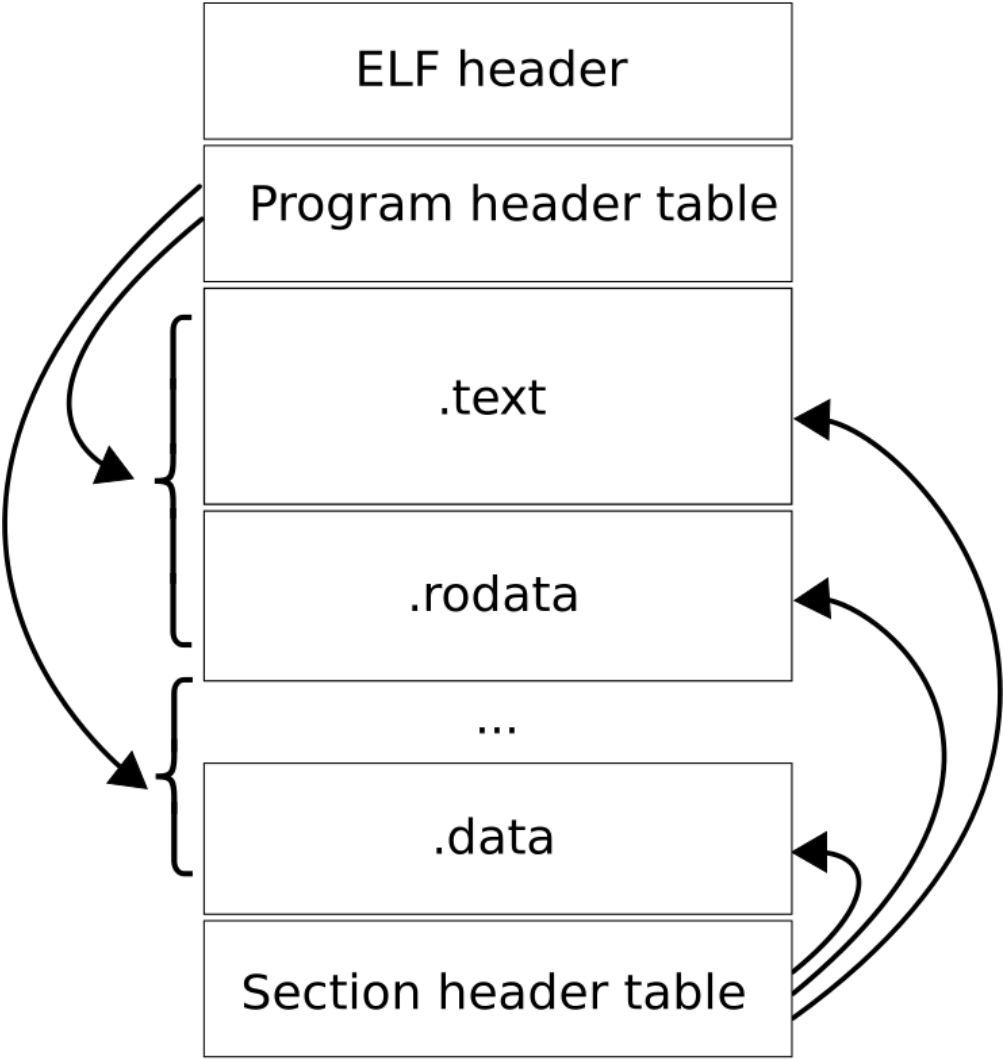 ELF header
Program header table
.text
.rodata
...
.data
Section header table